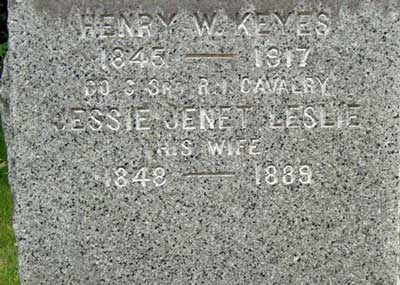 HENRY W. KEYES
1845 — 1917
CO. G 3RD R.I. CAVALRY
JESSIE JENET LESLIE
HIS WIFE
1848 — 1889